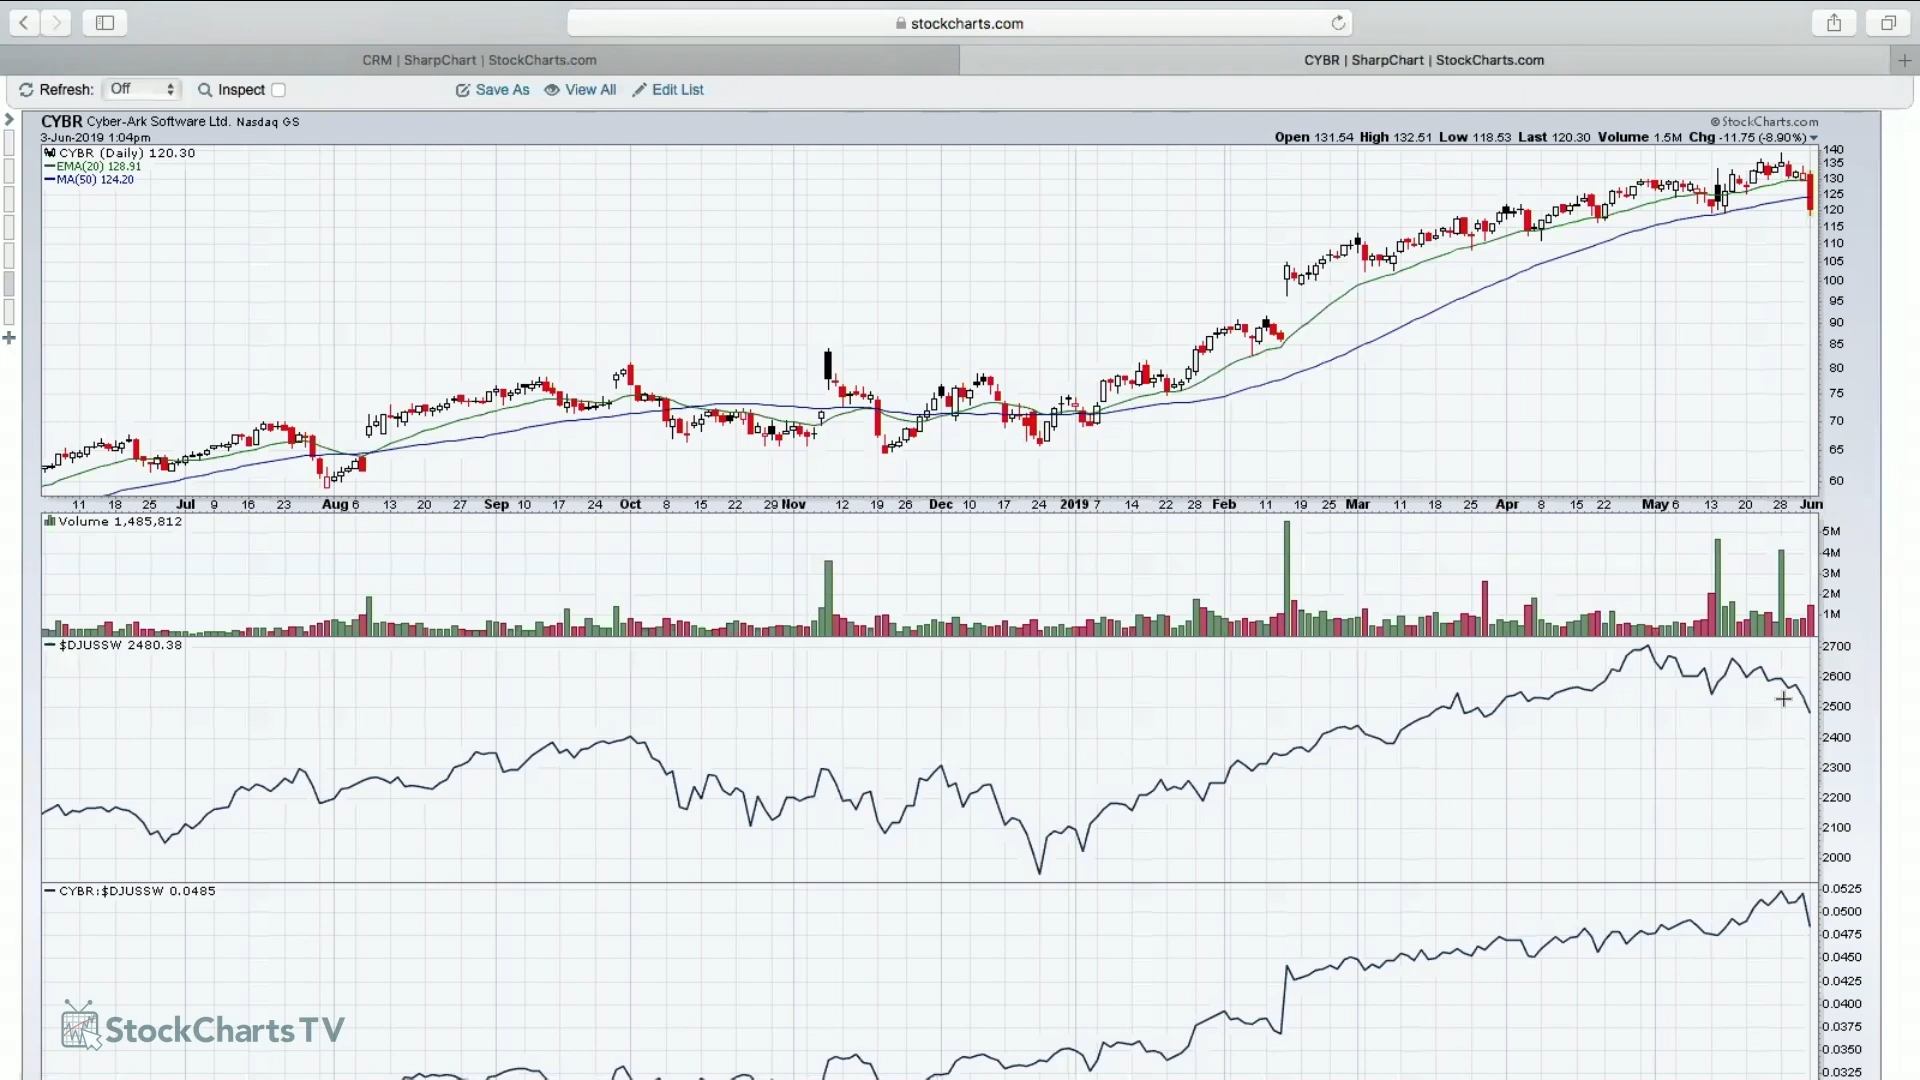 stockcharts.com
CRM | SharpChart | StockCharts.com
CYBR | SharpChart | StockCharts.com
Refresh: Off Inspect Save As View All Edit List
CYBR Cyber-Ark Software Ltd. Nasdaq GS
© StockCharts.com
3-Jun-2019 1:04pm
Open 131.54 High 132.51 Low 118.53 Last 120.30 Volume 1.5M Chg -11.75 (-8.90%)
CYBR (Daily) 120.30
EMA(20) 128.91
MA(50) 124.20
140
135
130
125
120
115
110
105
100
95
90
85
80
75
70
65
60
11 18 25 Jul 9 16 23 Aug 6 13 20 27 Sep 10 17 24 Oct 8 15 22 29 Nov 12 19 26 Dec 10 17 24 2019 7 14 22 28 Feb 11 19 25 Mar 11 18 25 Apr 8 15 22 May 6 13 20 28 Jun
Volume 1,485,812
5M
4M
3M
2M
1M
$DJUSSW 2480.38
2700
2600
2500
2400
2300
2200
2100
2000
CYBR:$DJUSSW 0.0485
0.0525
0.0500
0.0475
0.0450
0.0425
0.0400
0.0375
0.0350
0.0325
StockCharts TV